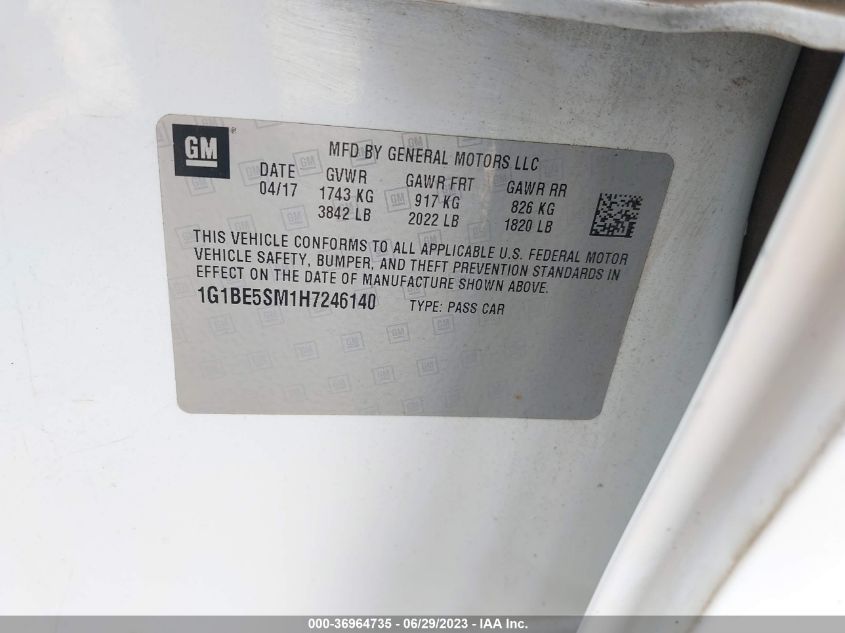 GM
MFD BY GENERAL MOTORS LLC
DATE GVWR GAWR FRT GAWR RR
04/17 1743 KG 917 KG 826 KG
3842 LB 2022 LB 1820 LB
THIS VEHICLE CONFORMS TO ALL APPLICABLE U.S. FEDERAL MOTOR
VEHICLE SAFETY, BUMPER, AND THEFT PREVENTION STANDARDS IN
EFFECT ON THE DATE OF MANUFACTURE SHOWN ABOVE.
1G1BE5SM1H7246140 TYPE: PASS CAR
000-36964735 - 06/29/2023 - IAA Inc.